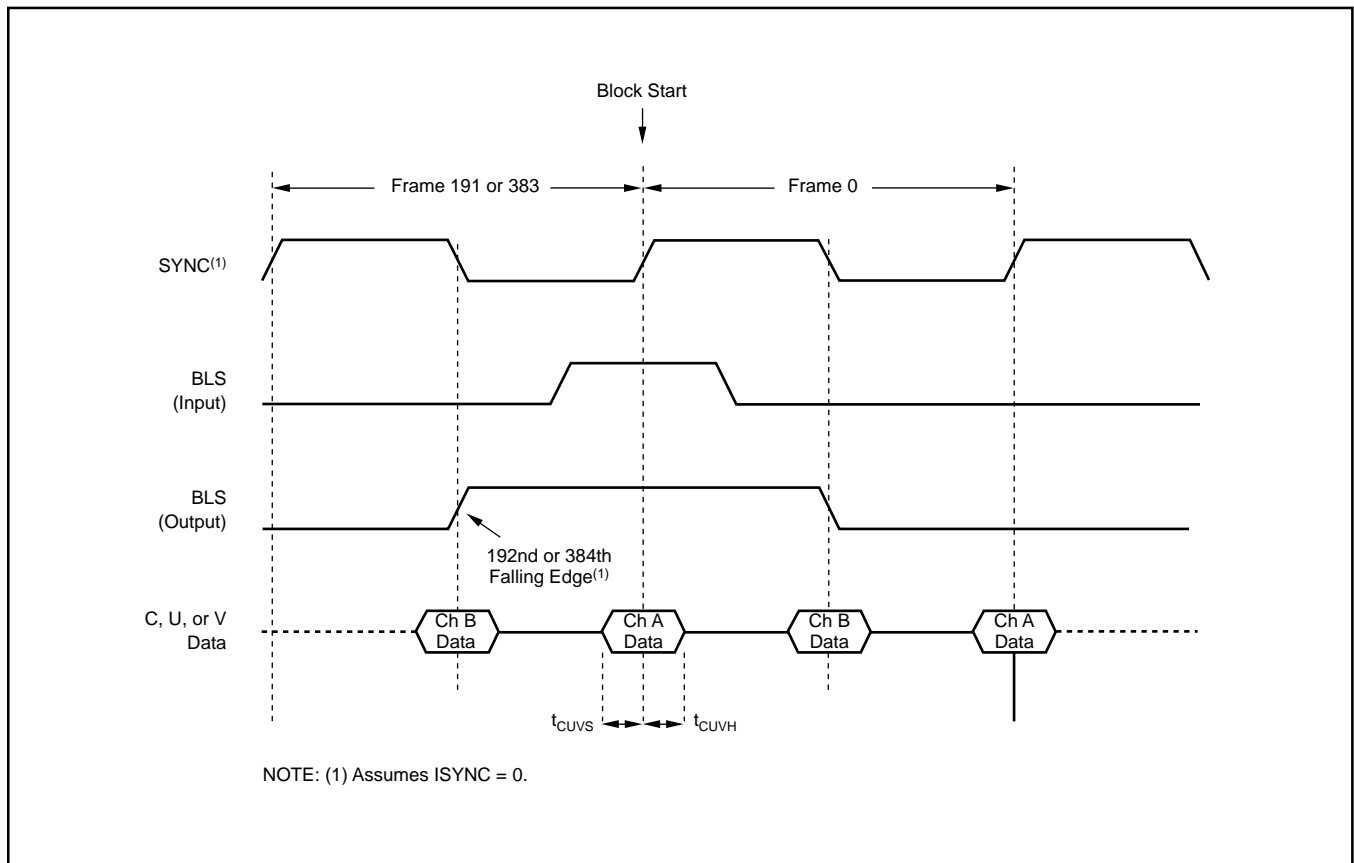 Block Start
Frame 191 or 383
Frame 0
SYNC(1)
BLS
(Input)
BLS
(Output)
192nd or 384th
Falling Edge(1)
C, U, or V
Data
Ch B
Data
Ch A
Data
Ch B
Data
Ch A
Data
tCUVS
tCUVH
NOTE: (1) Assumes ISYNC = 0.